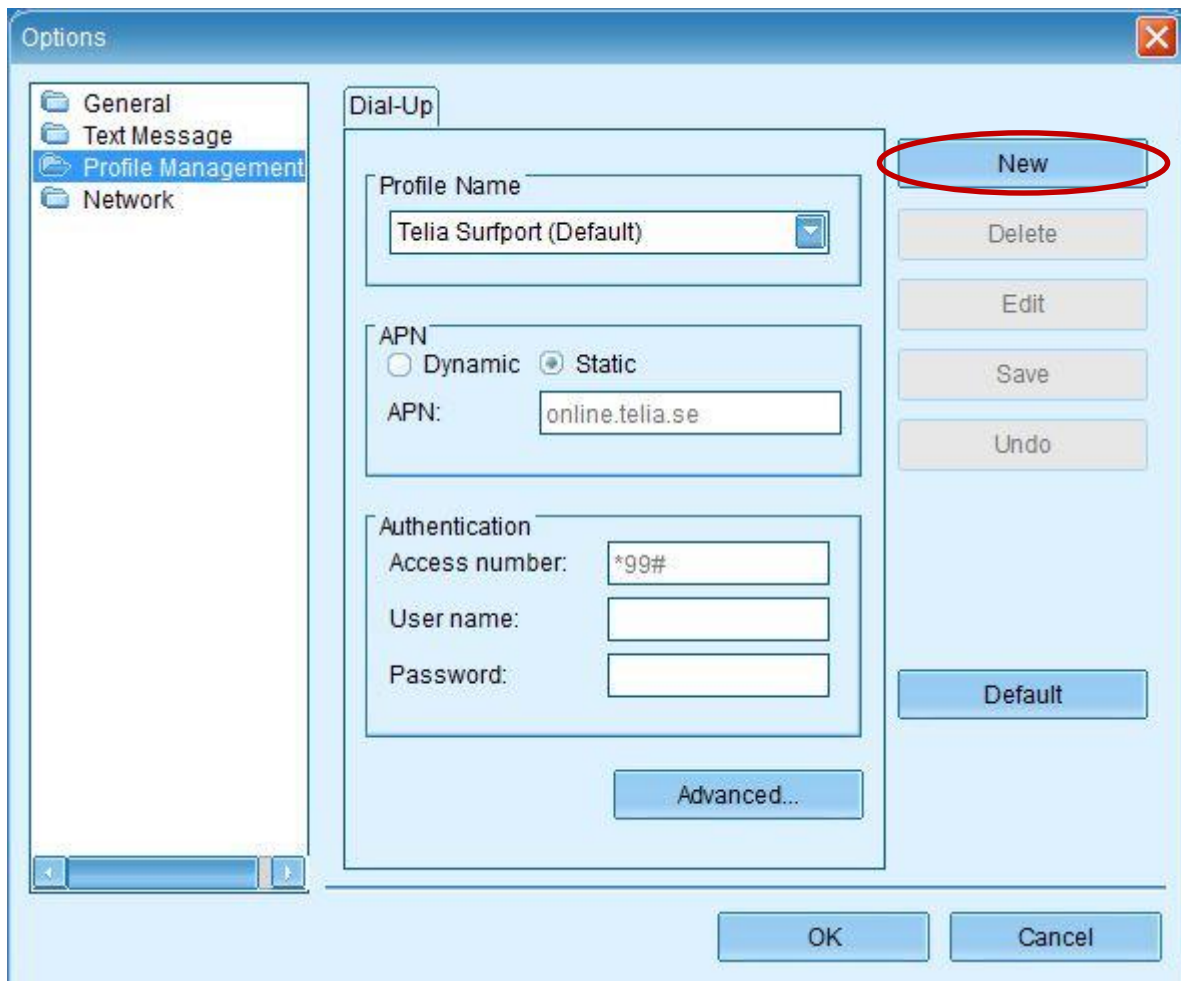 Options
General
Text Message
Profile Management
Network
Dial-Up
Profile Name
Telia Surfport (Default)
APN
Dynamic Static
APN: online.telia.se
Authentication
Access number: *99#
User name:
Password:
Advanced...
New
Delete
Edit
Save
Undo
Default
OK Cancel